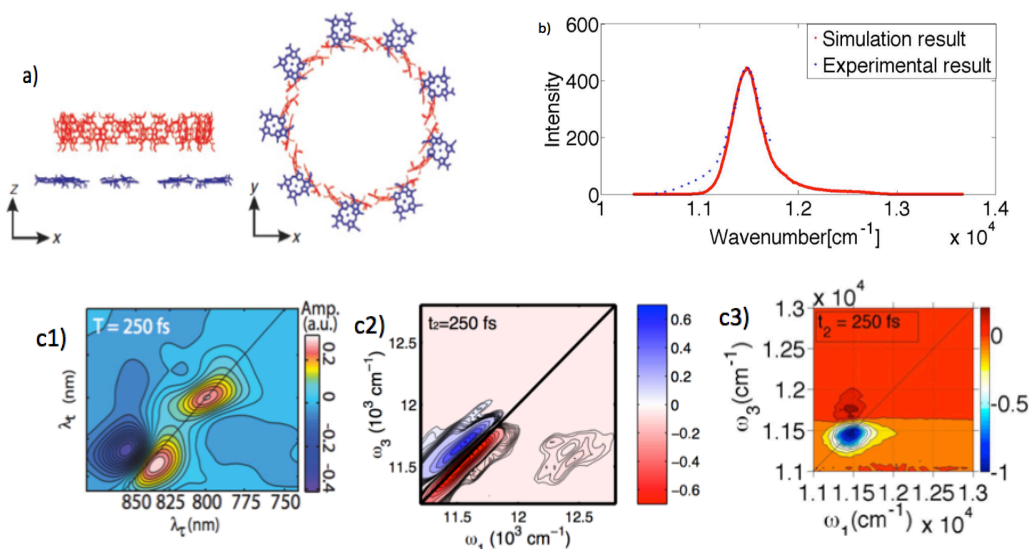 a)
z
x
y
x
b)
600
400
200
0
Intensity
Simulation result
Experimental result
1 1.1 1.2 1.3 1.4
Wavenumber[cm⁻¹] x 10⁴
c1)
T = 250 fs
Amp.
(a.u.)
0.2
0
-0.2
-0.4
λt (nm)
850 825 800 750
λτ(nm)
c2)
t₂=250 fs
12.5
12
11.5
ω₃ (10³ cm⁻¹)
11.5 12 12.5
ω₁ (10³ cm⁻¹)
0.6
0.4
0.2
0
-0.2
-0.4
-0.6
c3)
x 10⁴
t₂ = 250 fs
1.3
1.2
1.15
1.1
ω₃(cm⁻¹)
1.1 1.15 1.2 1.3
ω₁(cm⁻¹) x 10⁴
0
-0.5
-1